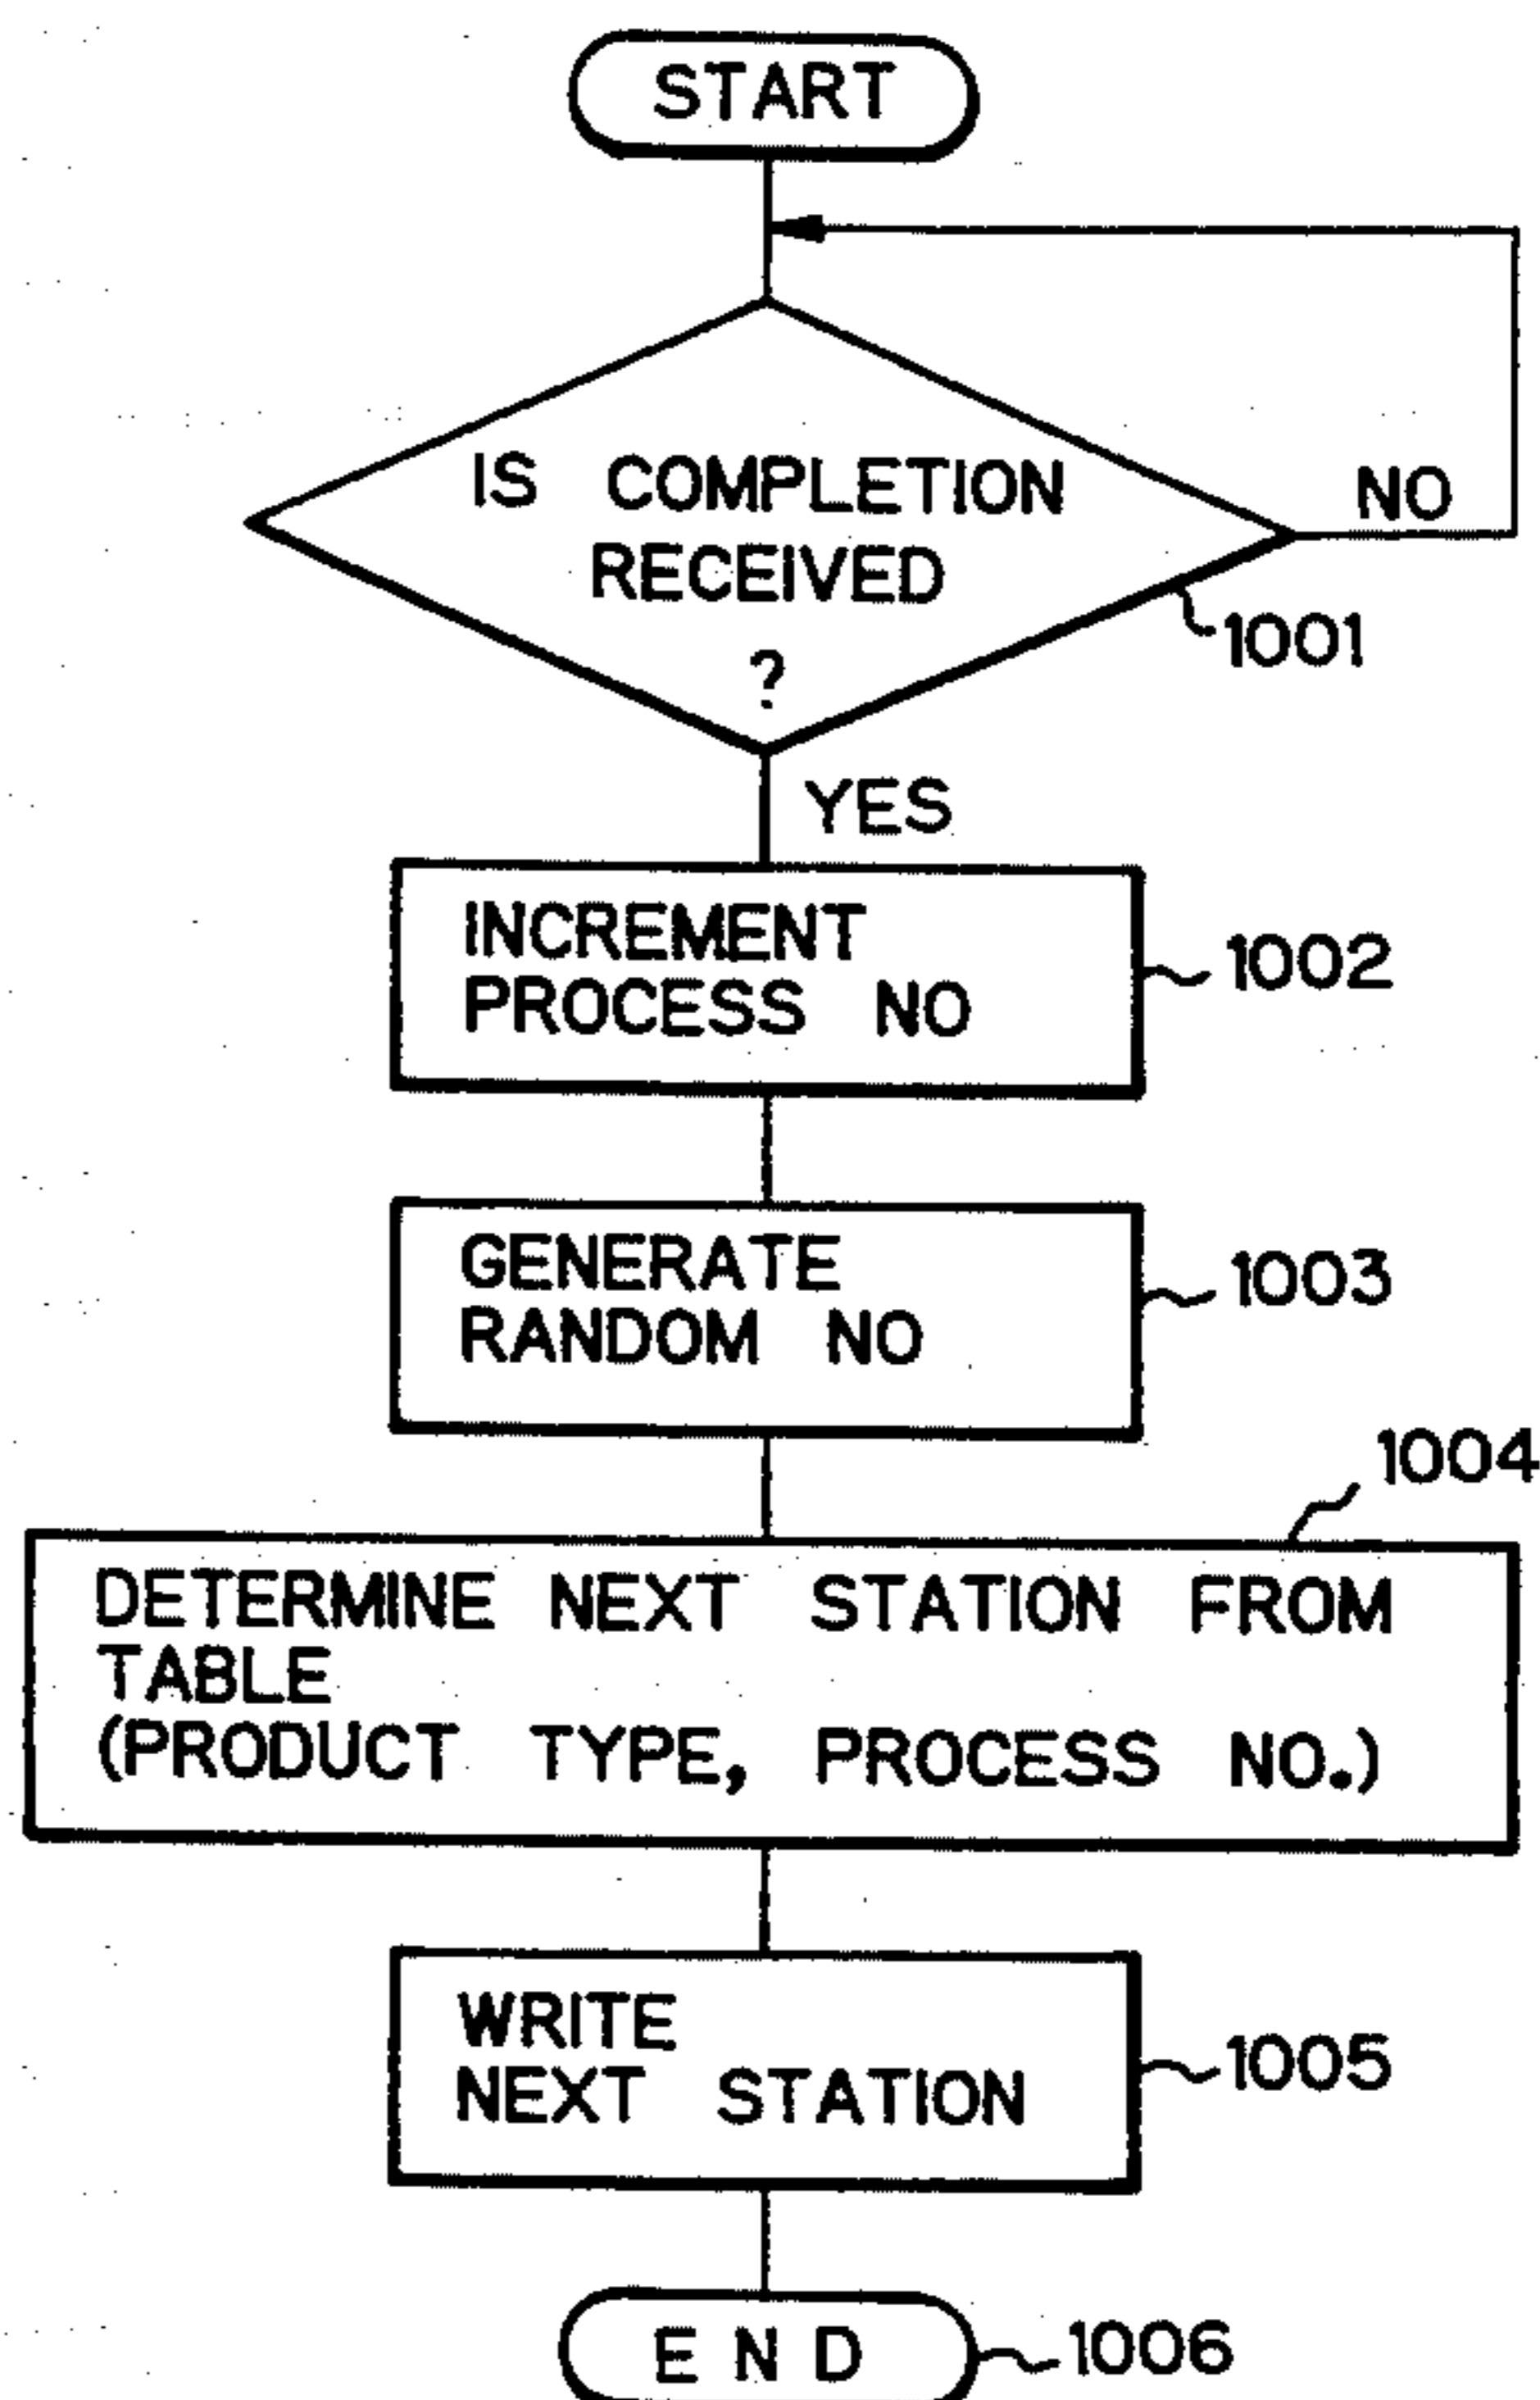 START
IS COMPLETION
RECEIVED
?
NO
1001
YES
INCREMENT
PROCESS NO
1002
GENERATE
RANDOM NO
1003
1004
DETERMINE NEXT STATION FROM
TABLE
(PRODUCT TYPE, PROCESS NO.)
WRITE
NEXT STATION
1005
END
1006